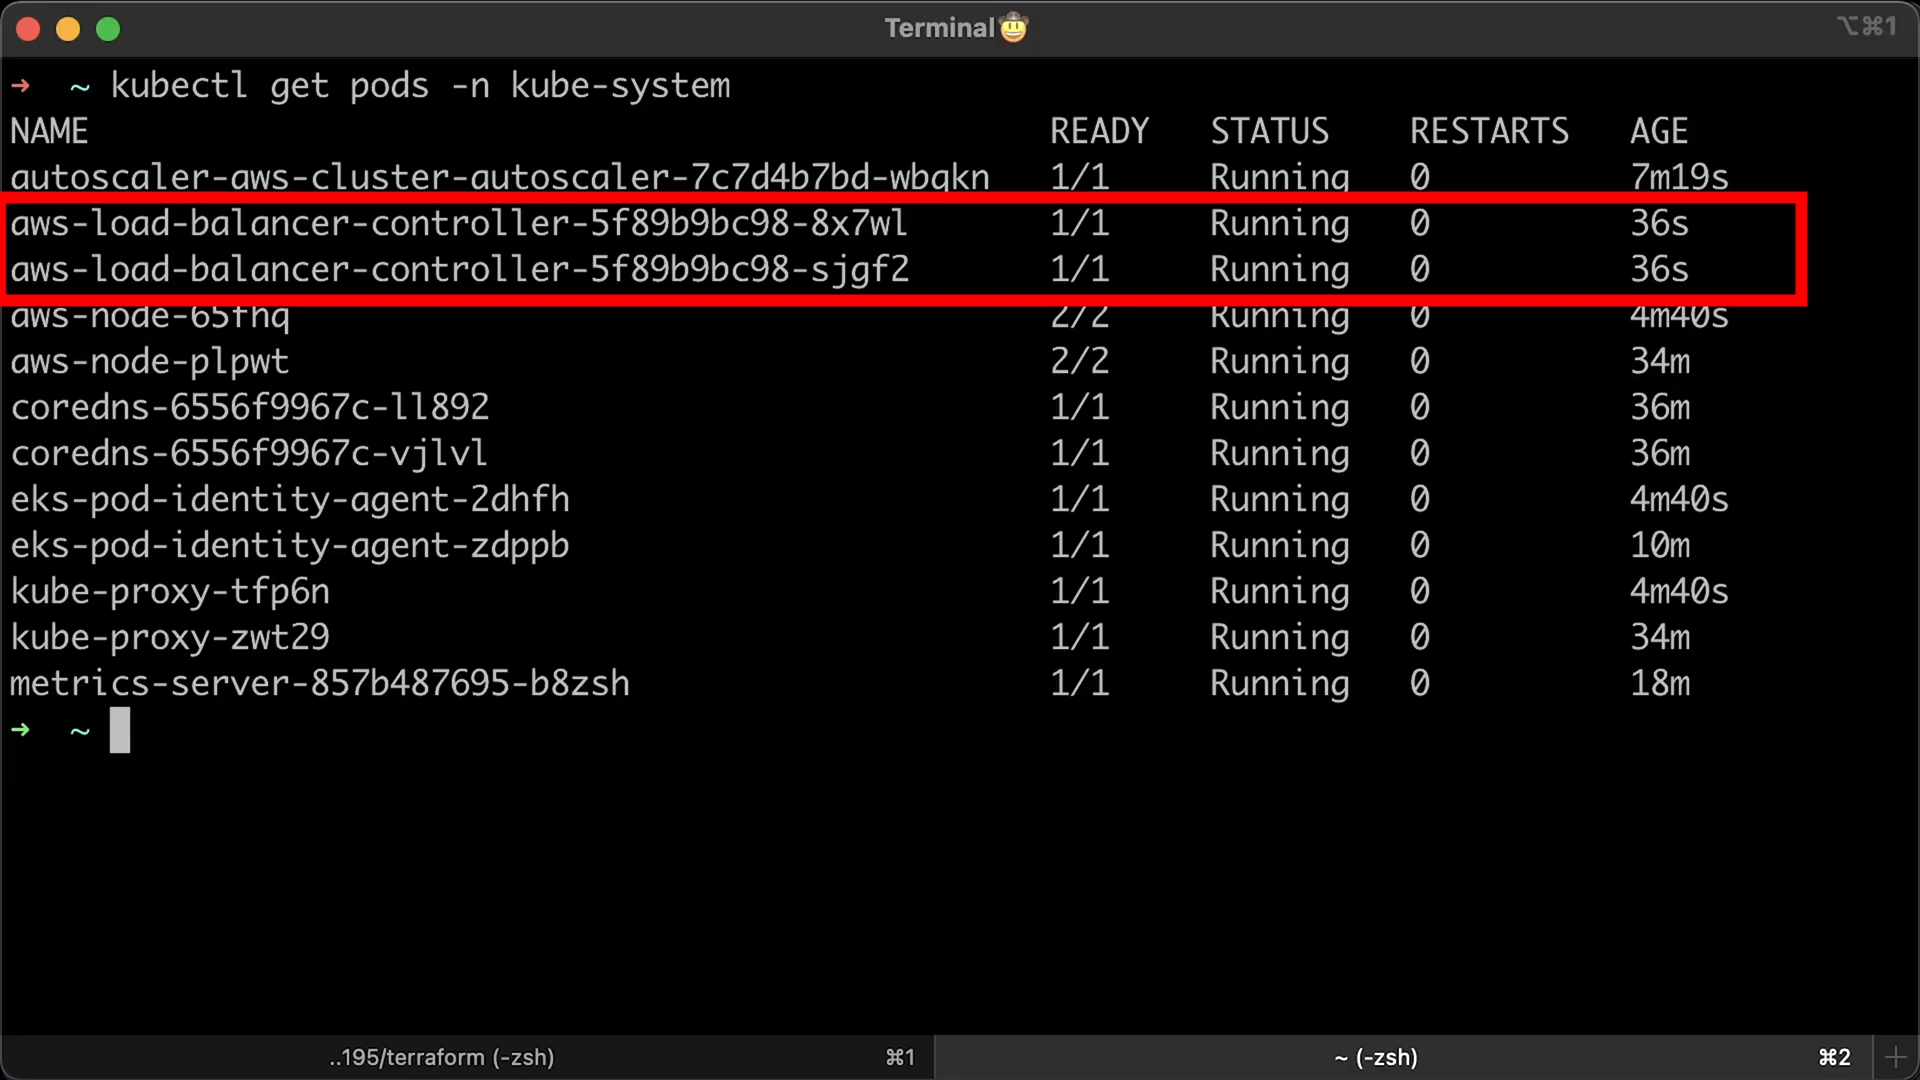 Terminal🤠 ⌥⌘1
➜ ~ kubectl get pods -n kube-system
NAME READY STATUS RESTARTS AGE
autoscaler-aws-cluster-autoscaler-7c7d4b7bd-wbqkn 1/1 Running 0 7m19s
aws-load-balancer-controller-5f89b9bc98-8x7wl 1/1 Running 0 36s
aws-load-balancer-controller-5f89b9bc98-sjgf2 1/1 Running 0 36s
aws-node-65fhq 2/2 Running 0 4m40s
aws-node-plpwt 2/2 Running 0 34m
coredns-6556f9967c-ll892 1/1 Running 0 36m
coredns-6556f9967c-vjlvl 1/1 Running 0 36m
eks-pod-identity-agent-2dhfh 1/1 Running 0 4m40s
eks-pod-identity-agent-zdppb 1/1 Running 0 10m
kube-proxy-tfp6n 1/1 Running 0 4m40s
kube-proxy-zwt29 1/1 Running 0 34m
metrics-server-857b487695-b8zsh 1/1 Running 0 18m
➜ ~
..195/terraform (-zsh) ⌘1 ~ (-zsh) ⌘2 +